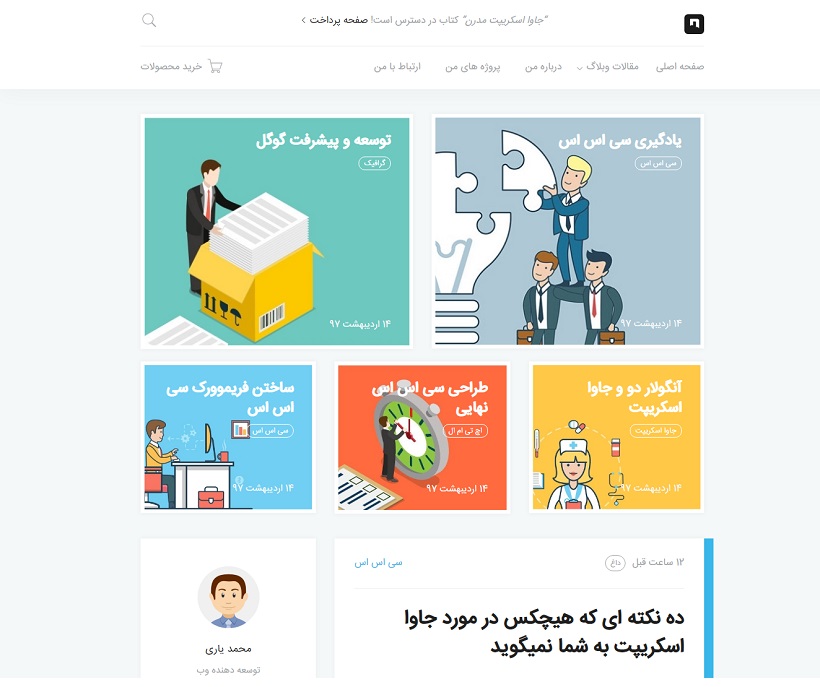 “جاوا اسکریپت مدرن” کتاب در دسترس است! صفحه پرداخت
صفحه اصلی
مقالات وبلاگ
درباره من
پروژه های من
ارتباط با من
خرید محصولات
یادگیری سی اس اس
سی اس اس
۱۴ اردیبهشت ۹۷
توسعه و پیشرفت گوگل
گرافیک
۱۴ اردیبهشت ۹۷
آنگولار دو و جاوا
اسکریپت
جاوا اسکریپت
۱۴ اردیبهشت ۹۷
طراحی سی اس اس
نهایی
اچ تی ام ال
۱۴ اردیبهشت ۹۷
ساختن فریموورک سی
اس اس
سی اس اس
۱۴ اردیبهشت ۹۷
۱۲ ساعت قبل
داغ
سی اس اس
ده نکته ای که هیچکس در مورد جاوا
اسکریپت به شما نمیگوید
محمد یاری
توسعه دهنده وب